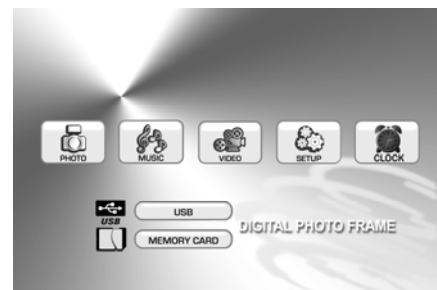 PHOTO MUSIC VIDEO SETUP CLOCK
USB USB
DIGITAL PHOTO FRAME
MEMORY CARD